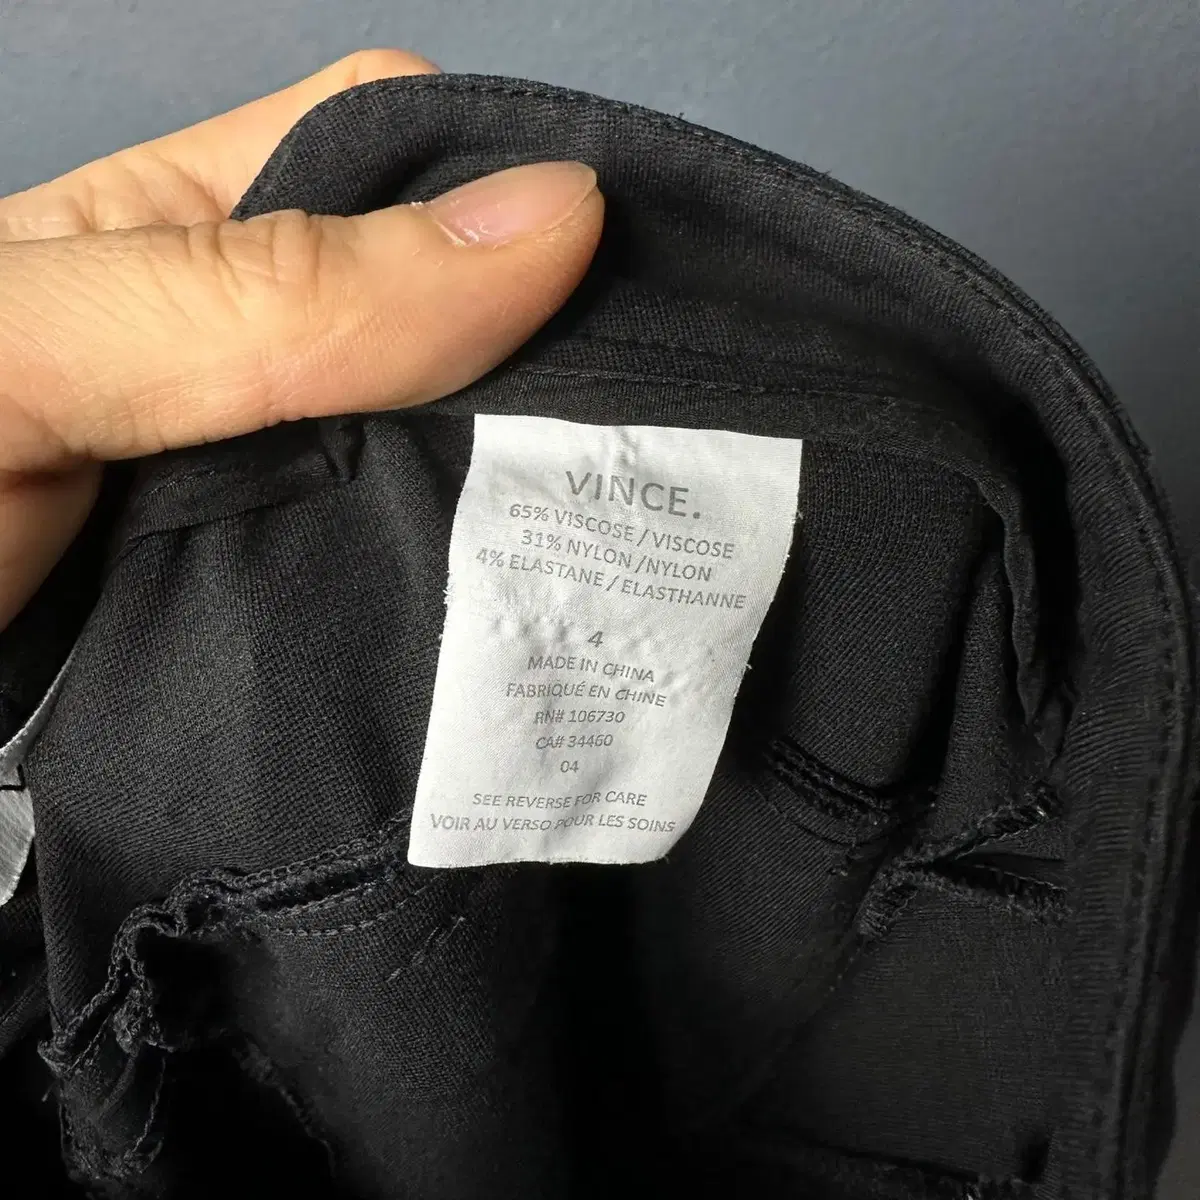 VINCE.
65% VISCOSE / VISCOSE
31% NYLON /NYLON
4% ELASTANE / ELASTHANNE
4
MADE IN CHINA
FABRIQUÉ EN CHINE
RN# 106730
CA# 34460
04
SEE REVERSE FOR CARE
VOIR AU VERSO POUR LES SOINS